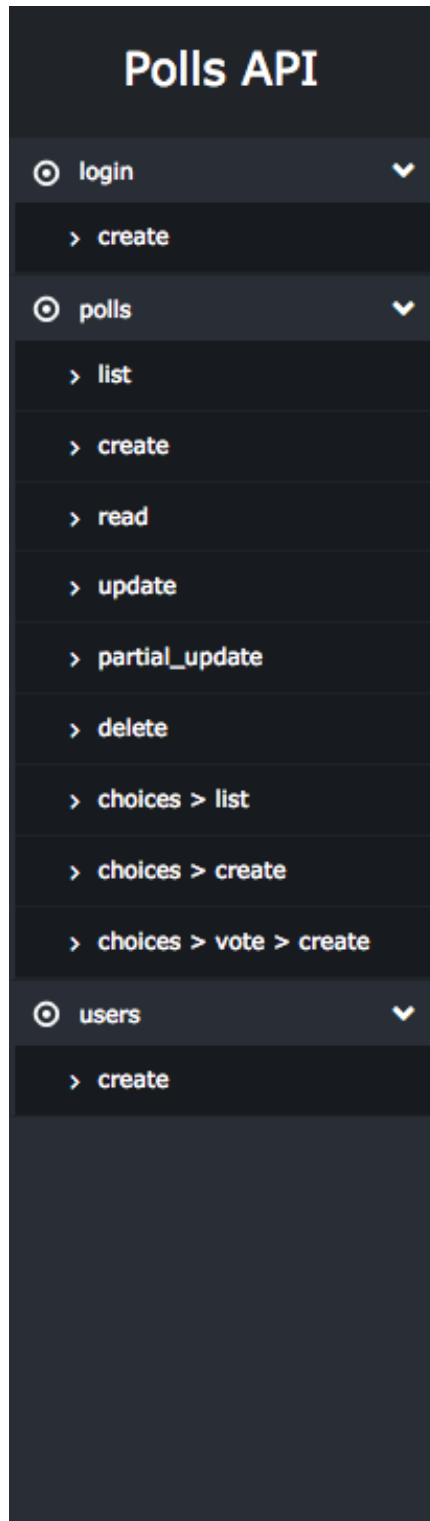 Polls API
login
create
polls
list
create
read
update
partial_update
delete
choices > list
choices > create
choices > vote > create
users
create